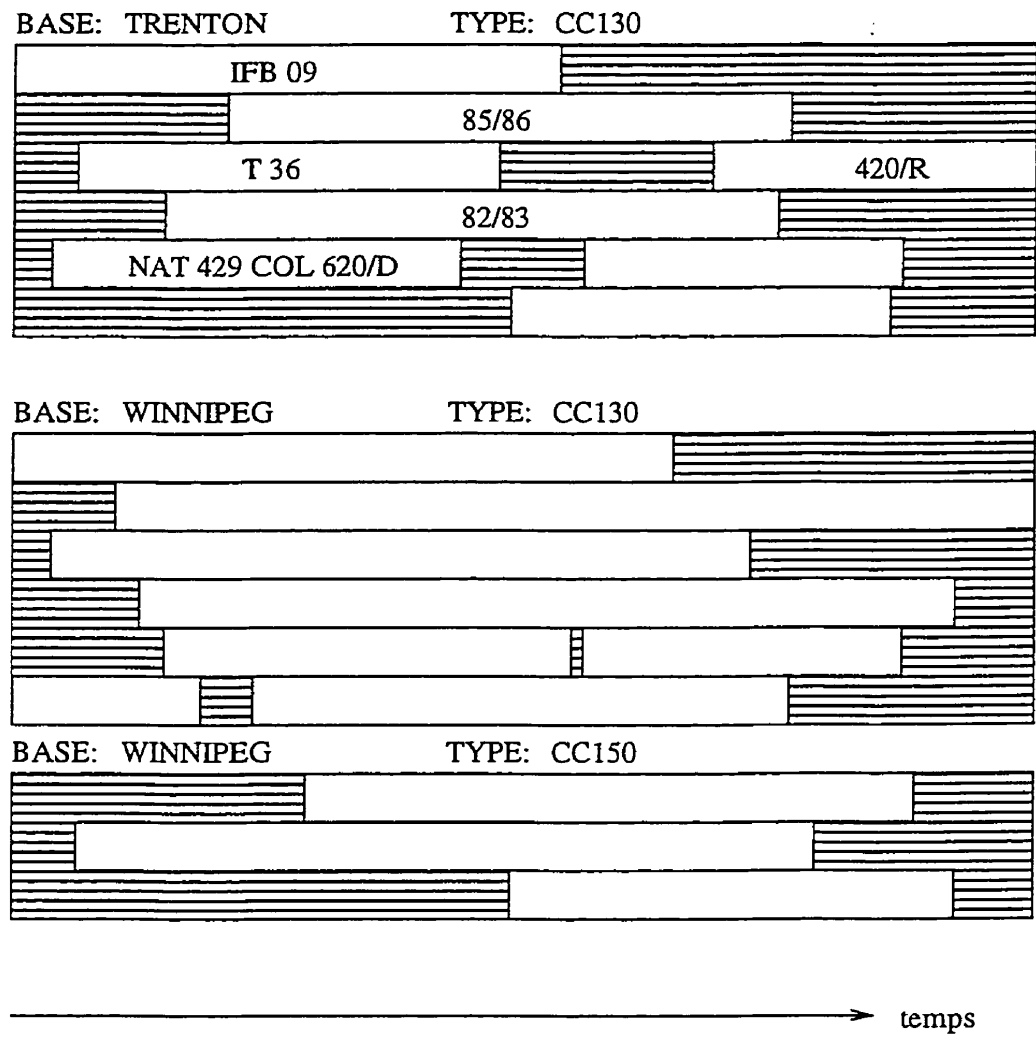 BASE: TRENTON TYPE: CC130
IFB 09
85/86
T 36 420/R
82/83
NAT 429 COL 620/D
BASE: WINNIPEG TYPE: CC130
BASE: WINNIPEG TYPE: CC150
temps